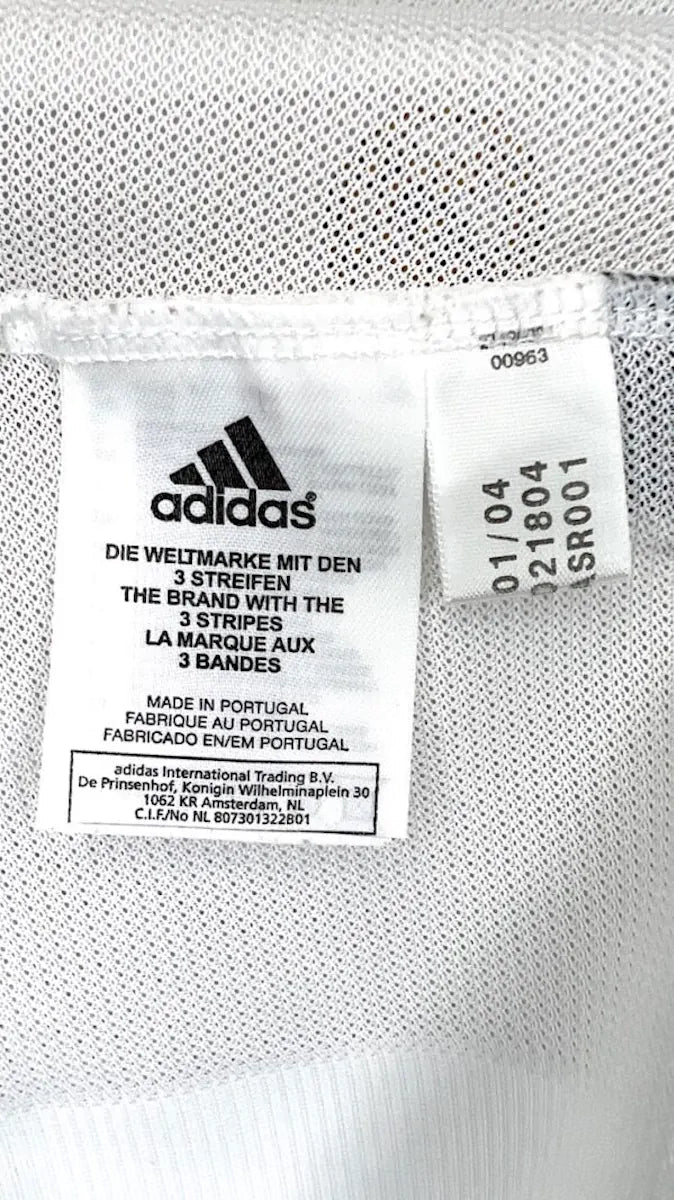 adidas®
DIE WELTMARKE MIT DEN
3 STREIFEN
THE BRAND WITH THE
3 STRIPES
LA MARQUE AUX
3 BANDES
MADE IN PORTUGAL
FABRIQUE AU PORTUGAL
FABRICADO EN/EM PORTUGAL
adidas International Trading B.V.
De Prinsenhof, Konigin Wilhelminaplein 30
1062 KR Amsterdam, NL
C.I.F./No NL 807301322B01
00963
01/04
021804
ASR001